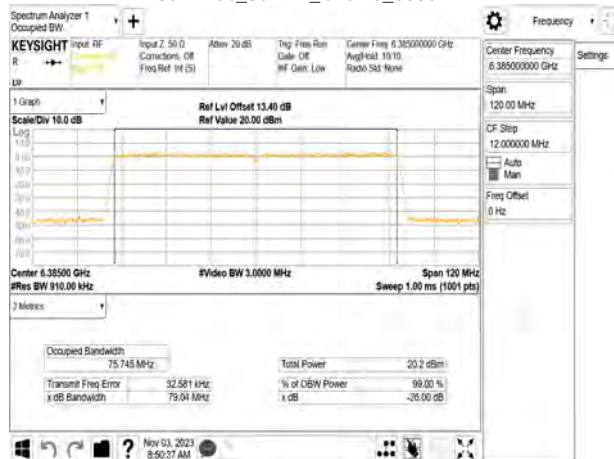 Spectrum Analyzer 1
Occupied BW
KEYSIGHT
Input: RF
Input Z: 50 Ω
Corrections: Off
Freq Ref: Int (S)
Atten: 20 dB
Trig: Free Run
Gate: Off
#IF Gain: Low
Center Freq: 6.385000000 GHz
Avg|Hold: 10/10
Radio Std: None
R
1 Graph
Scale/Div 10.0 dB
Ref Lvl Offset 13.40 dB
Ref Value 20.00 dBm
Log
10.0
0.00
Center 6.38500 GHz
#Res BW 910.00 kHz
#Video BW 3.0000 MHz
Span 120 MHz
Sweep 1.00 ms (1001 pts)
2 Metrics
Occupied Bandwidth
75.745 MHz
Total Power
20.2 dBm
Transmit Freq Error
32.581 kHz
% of OBW Power
99.00 %
x dB Bandwidth
79.04 MHz
x dB
-26.00 dB
Nov 03, 2023
8:50:37 AM
Frequency
Settings
Center Frequency
6.385000000 GHz
Span
120.00 MHz
CF Step
12.000000 MHz
Auto
Man
Freq Offset
0 Hz